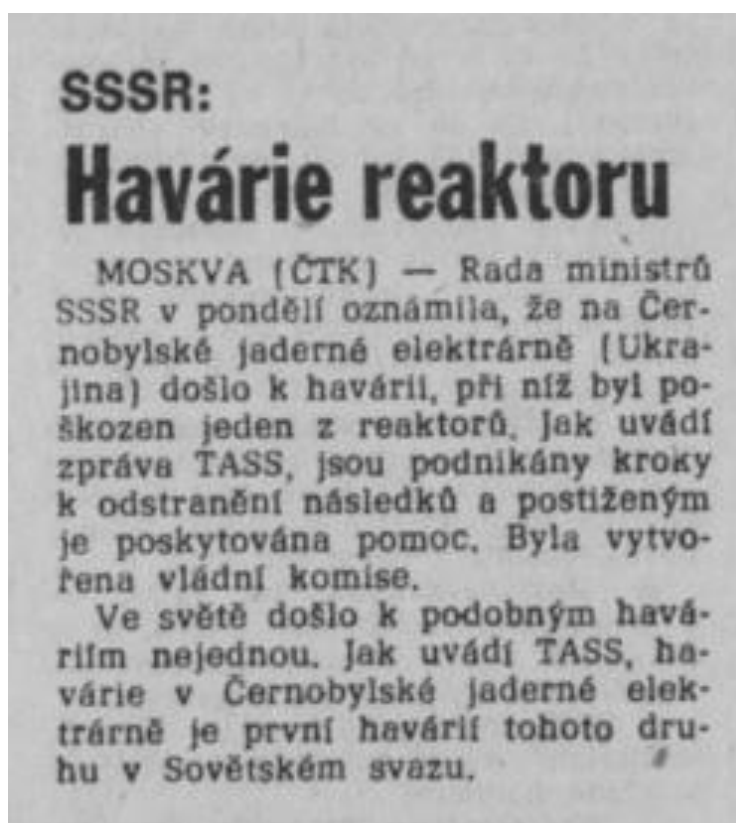 SSSR:
Havárie reaktoru
MOSKVA (ČTK) — Rada ministrů
SSSR v pondělí oznámila, že na Čer-
nobylské jaderné elektrárně (Ukra-
jina) došlo k havárii, při níž byl po-
škozen jeden z reaktorů. Jak uvádí
zpráva TASS, jsou podnikány kroky
k odstranění následků a postiženým
je poskytována pomoc. Byla vytvo-
řena vládní komise.
Ve světě došlo k podobným havá-
riím nejednou. Jak uvádí TASS, ha-
várie v Černobylské jaderné elek-
trárně je první havárií tohoto dru-
hu v Sovětském svazu.